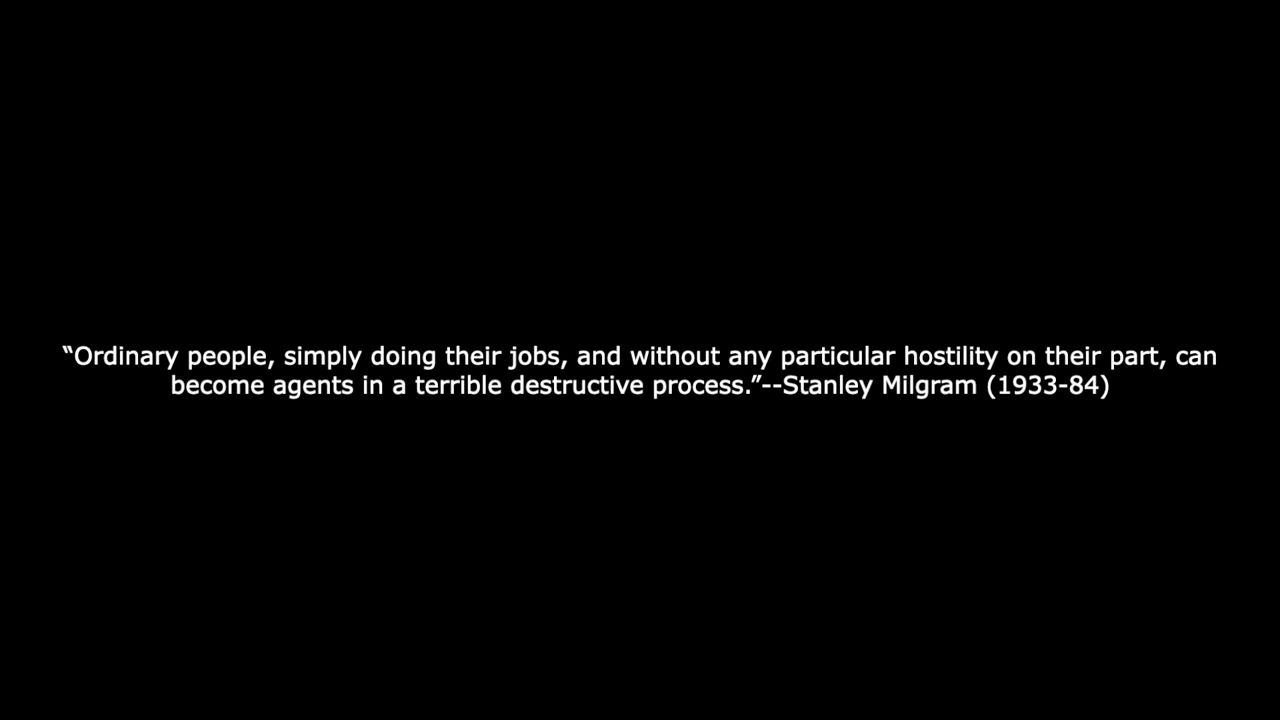 “Ordinary people, simply doing their jobs, and without any particular hostility on their part, can
become agents in a terrible destructive process.”--Stanley Milgram (1933-84)